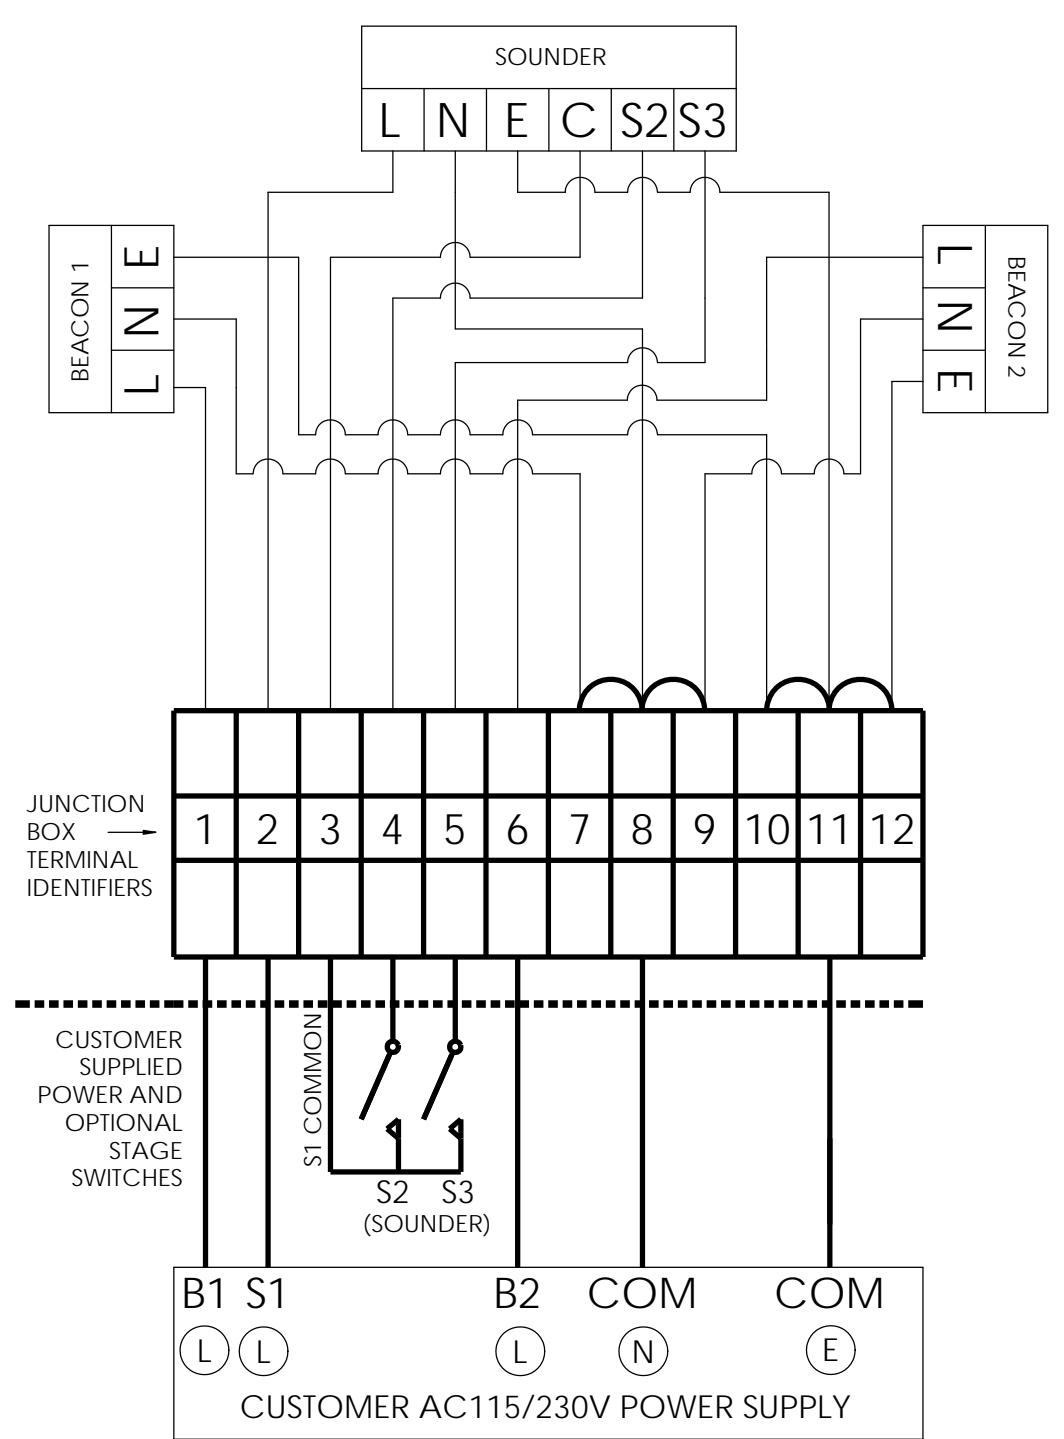 SOUNDER
L N E C S2 S3
BEACON 1
E
N
L
BEACON 2
L
N
E
JUNCTION
BOX
TERMINAL
IDENTIFIERS
1 2 3 4 5 6 7 8 9 10 11 12
CUSTOMER
SUPPLIED
POWER AND
OPTIONAL
STAGE
SWITCHES
S1 COMMON
S2 S3
(SOUNDER)
B1 S1 B2 COM COM
L L L N E
CUSTOMER AC115/230V POWER SUPPLY